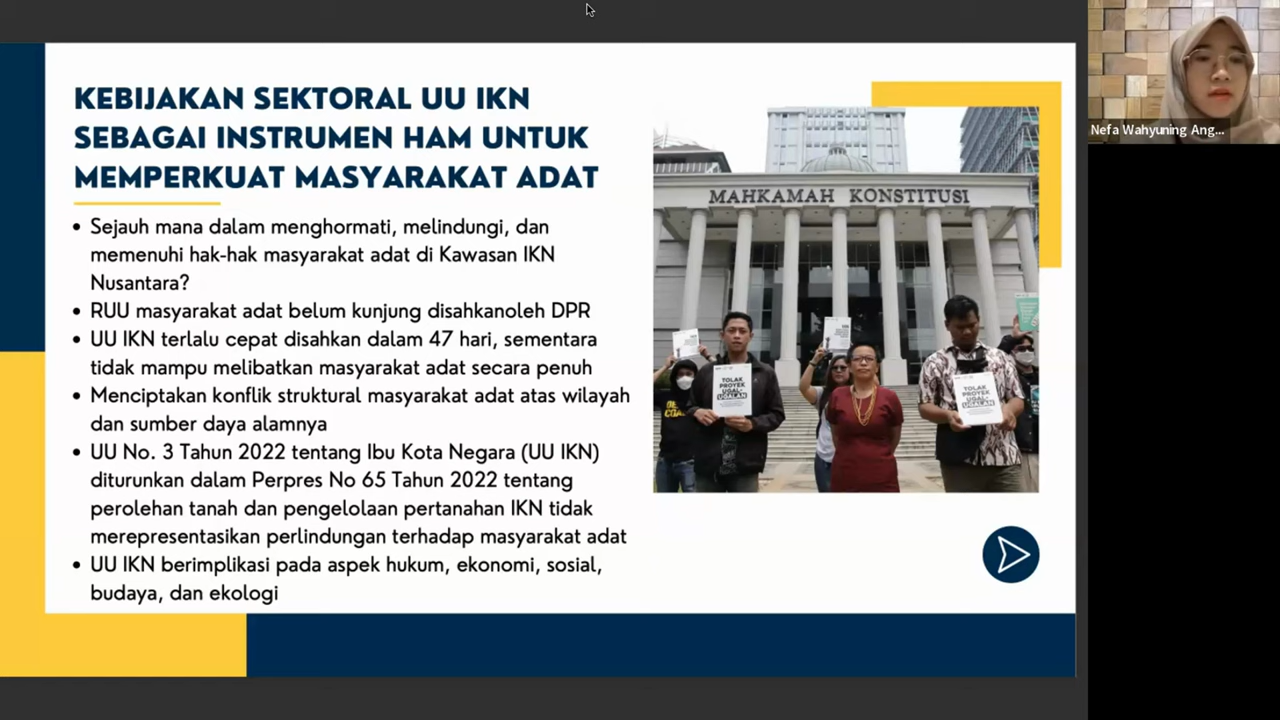 KEBIJAKAN SEKTORAL UU IKN
SEBAGAI INSTRUMEN HAM UNTUK
MEMPERKUAT MASYARAKAT ADAT
• Sejauh mana dalam menghormati, melindungi, dan
memenuhi hak-hak masyarakat adat di Kawasan IKN
Nusantara?
• RUU masyarakat adat belum kunjung disahkanoleh DPR
• UU IKN terlalu cepat disahkan dalam 47 hari, sementara
tidak mampu melibatkan masyarakat adat secara penuh
• Menciptakan konflik struktural masyarakat adat atas wilayah
dan sumber daya alamnya
• UU No. 3 Tahun 2022 tentang Ibu Kota Negara (UU IKN)
diturunkan dalam Perpres No 65 Tahun 2022 tentang
perolehan tanah dan pengelolaan pertanahan IKN tidak
merepresentasikan perlindungan terhadap masyarakat adat
• UU IKN berimplikasi pada aspek hukum, ekonomi, sosial,
budaya, dan ekologi
MAHKAMAH KONSTITUSI
TOLAK
PROYEK
UGAL-
UGALAN
TOLAK
PROYEK
UGAL-
UGALAN
Nefa Wahyuning Ang...